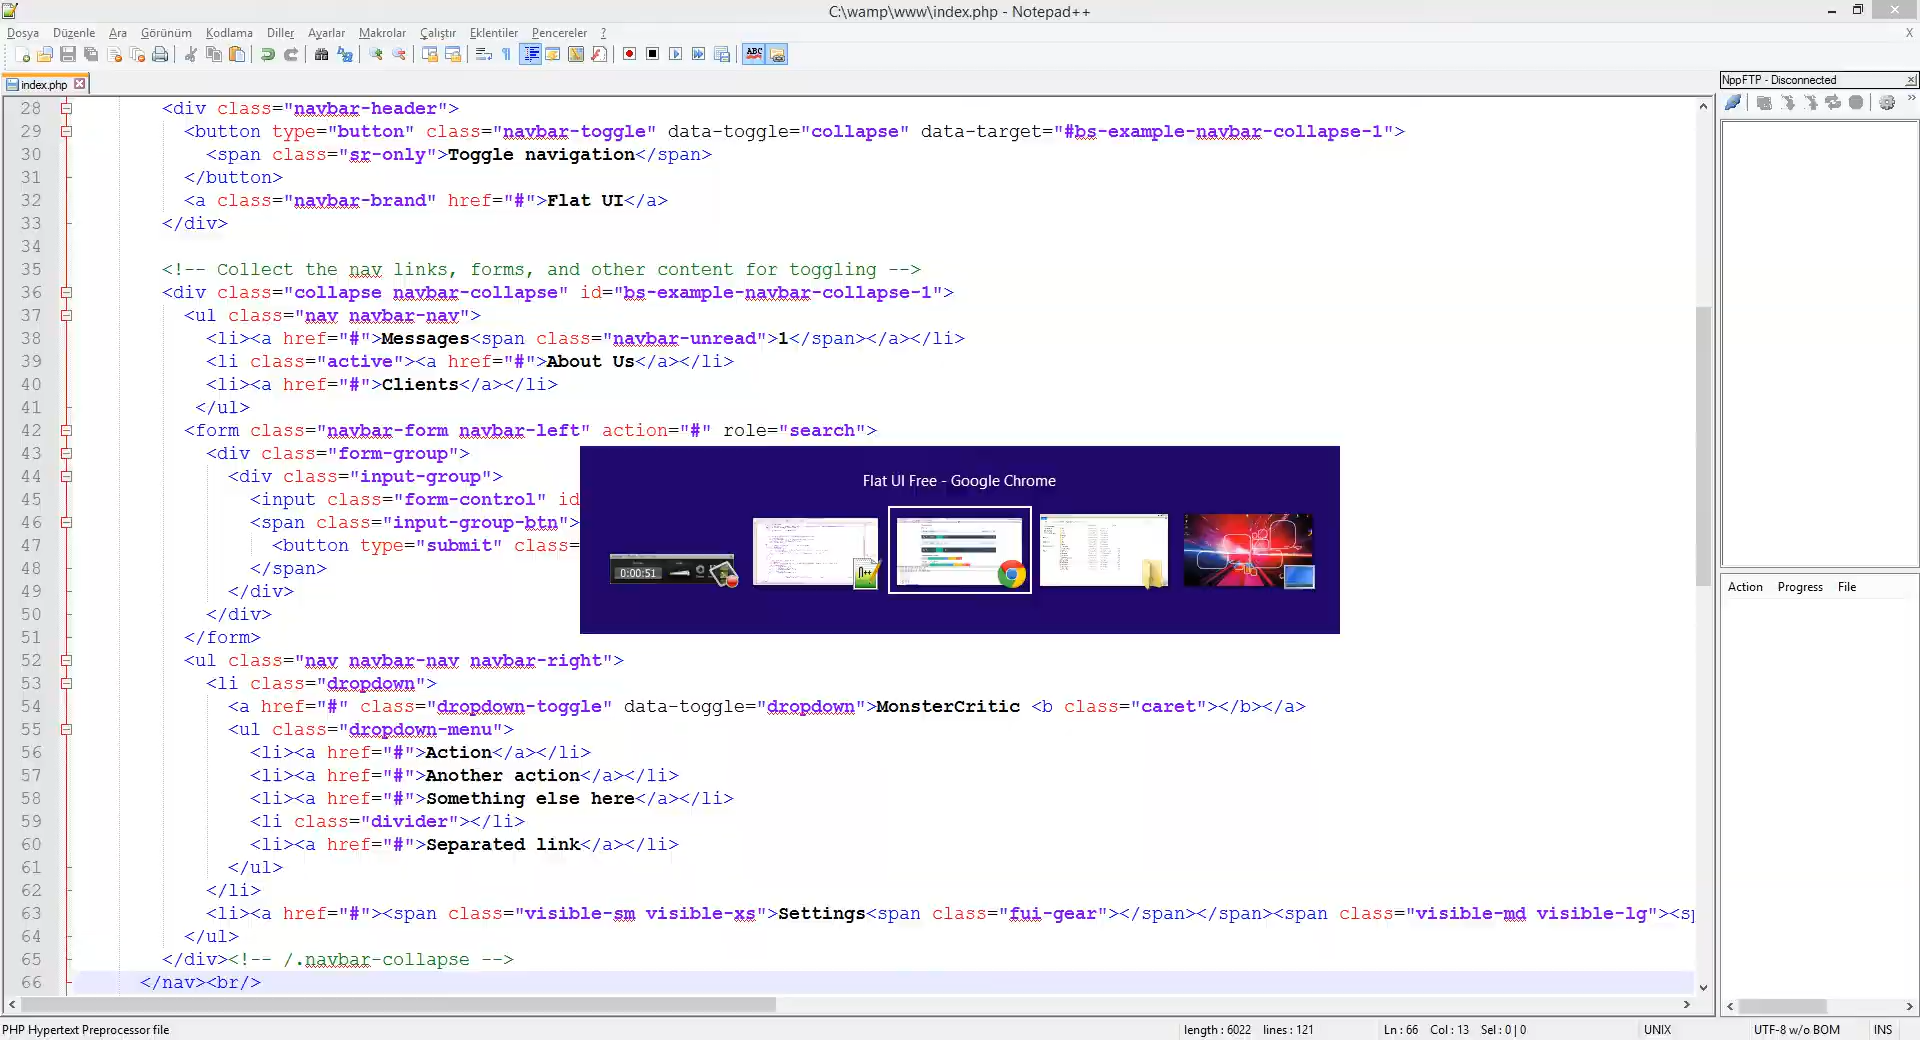 C:\wamp\www\index.php - Notepad++
Dosya Düzenle Ara Görünüm Kodlama Diller Ayarlar Makrolar Çalıştır Eklentiler Pencereler ? X
index.php
NppFTP - Disconnected
28 <div class="navbar-header">
29 <button type="button" class="navbar-toggle" data-toggle="collapse" data-target="#bs-example-navbar-collapse-1">
30 <span class="sr-only">Toggle navigation</span>
31 </button>
32 <a class="navbar-brand" href="#">Flat UI</a>
33 </div>
34
35 <!-- Collect the nav links, forms, and other content for toggling -->
36 <div class="collapse navbar-collapse" id="bs-example-navbar-collapse-1">
37 <ul class="nav navbar-nav">
38 <li><a href="#">Messages<span class="navbar-unread">1</span></a></li>
39 <li class="active"><a href="#">About Us</a></li>
40 <li><a href="#">Clients</a></li>
41 </ul>
42 <form class="navbar-form navbar-left" action="#" role="search">
43 <div class="form-group">
44 <div class="input-group">
45 <input class="form-control" id
46 <span class="input-group-btn">
47 <button type="submit" class=
48 </span>
49 </div>
50 </div>
51 </form>
52 <ul class="nav navbar-nav navbar-right">
53 <li class="dropdown">
54 <a href="#" class="dropdown-toggle" data-toggle="dropdown">MonsterCritic <b class="caret"></b></a>
55 <ul class="dropdown-menu">
56 <li><a href="#">Action</a></li>
57 <li><a href="#">Another action</a></li>
58 <li><a href="#">Something else here</a></li>
59 <li class="divider"></li>
60 <li><a href="#">Separated link</a></li>
61 </ul>
62 </li>
63 <li><a href="#"><span class="visible-sm visible-xs">Settings<span class="fui-gear"></span></span><span class="visible-md visible-lg"><sp
64 </ul>
65 </div><!-- /.navbar-collapse -->
66 </nav><br/>
Flat UI Free - Google Chrome
0:00:51
Action Progress File
PHP Hypertext Preprocessor file length : 6022 lines : 121 Ln : 66 Col : 13 Sel : 0 | 0 UNIX UTF-8 w/o BOM INS